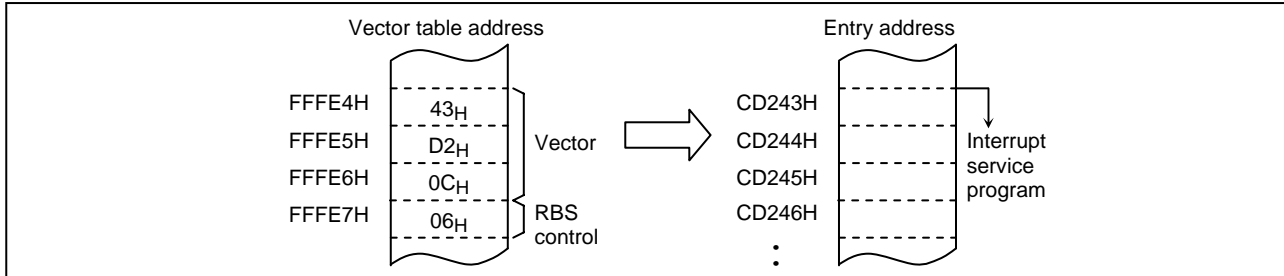 Vector table address
Entry address
FFFE4H 43H
CD243H
FFFE5H D2H Vector
CD244H Interrupt
FFFE6H 0CH
CD245H service
program
FFFE7H 06H RBS
CD246H
control
: